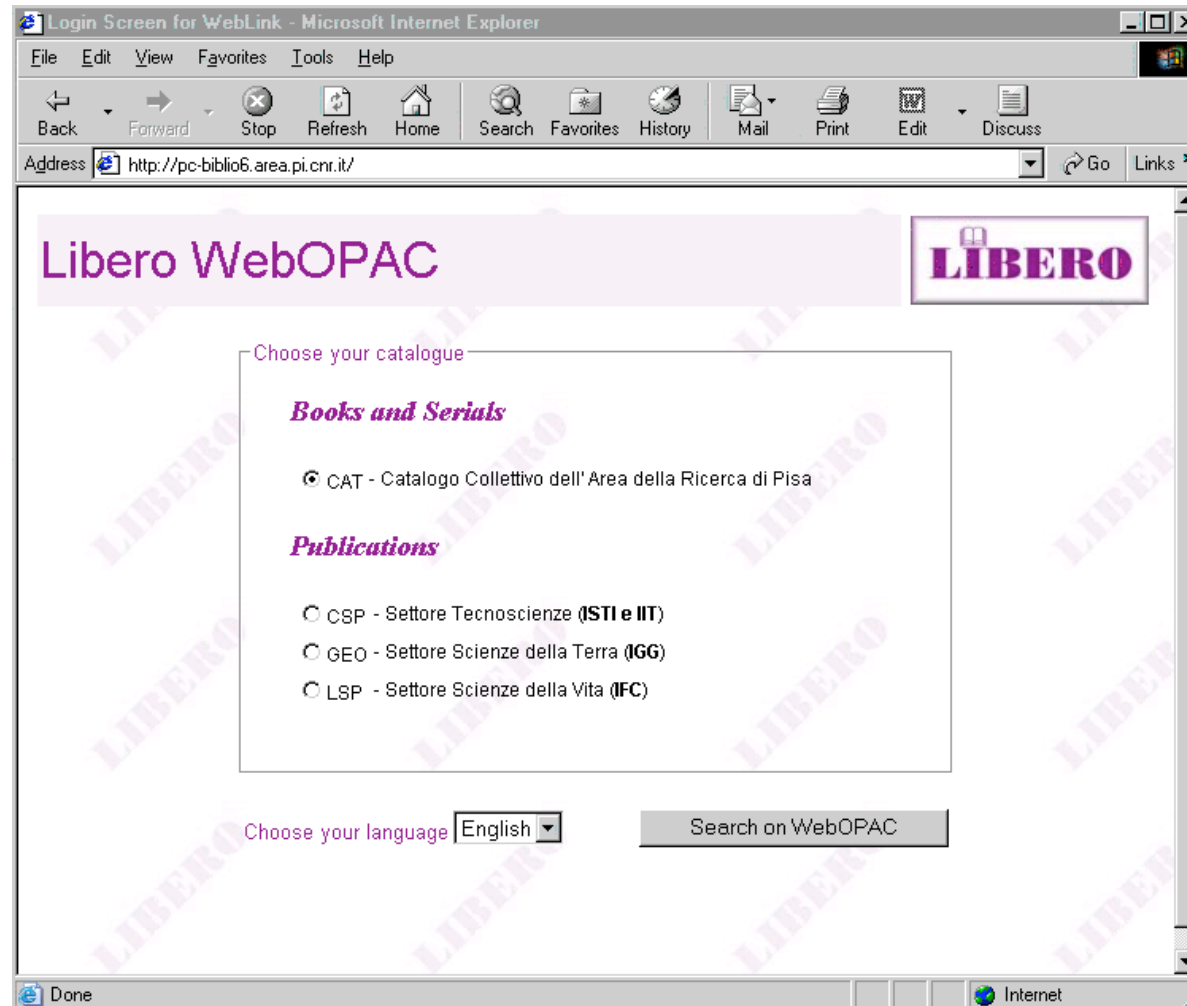 Login Screen for WebLink - Microsoft Internet Explorer
File Edit View Favorites Tools Help
Back Forward Stop Refresh Home Search Favorites History Mail Print Edit Discuss
Address http://pc-biblio6.area.pi.cnr.it/ Go Links
Libero WebOPAC
LIBERO
Choose your catalogue
Books and Serials
CAT - Catalogo Collettivo dell' Area della Ricerca di Pisa
Publications
CSP - Settore Tecnoscienze (ISTI e IIT)
GEO - Settore Scienze della Terra (IGG)
LSP - Settore Scienze della Vita (IFC)
Choose your language English Search on WebOPAC
Done Internet